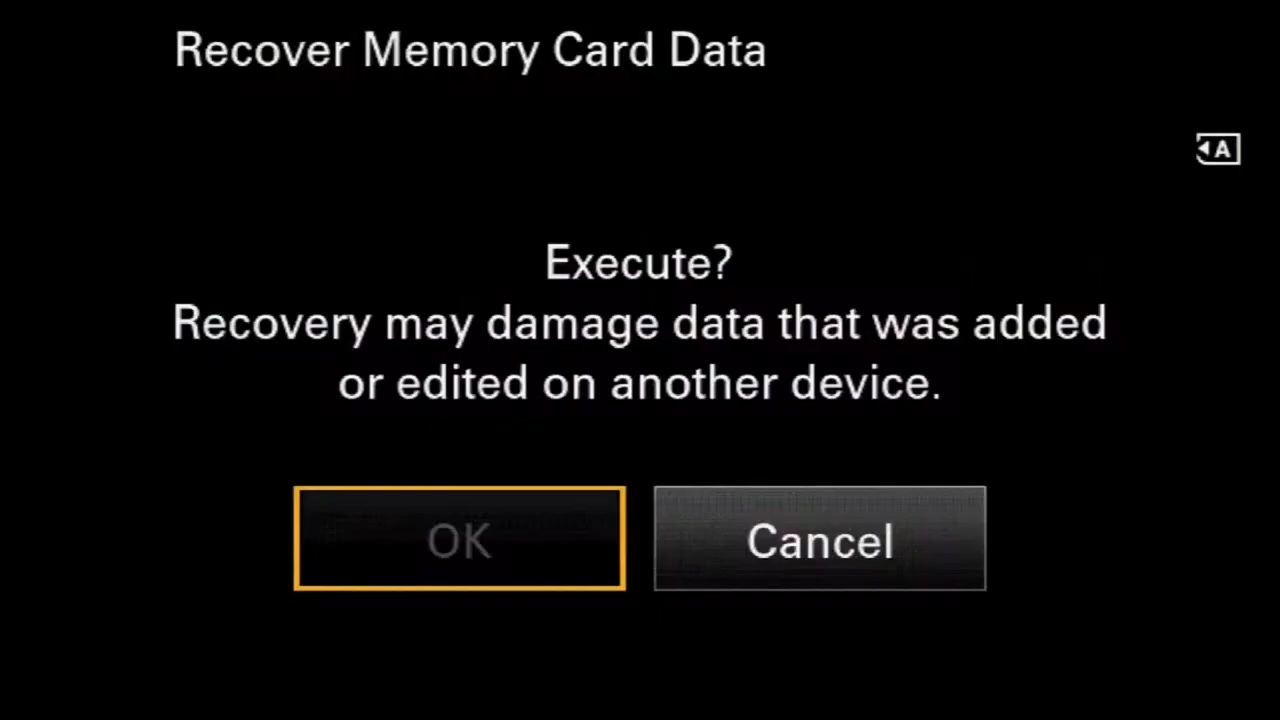 Recover Memory Card Data
A
Execute?
Recovery may damage data that was added
or edited on another device.
OK
Cancel